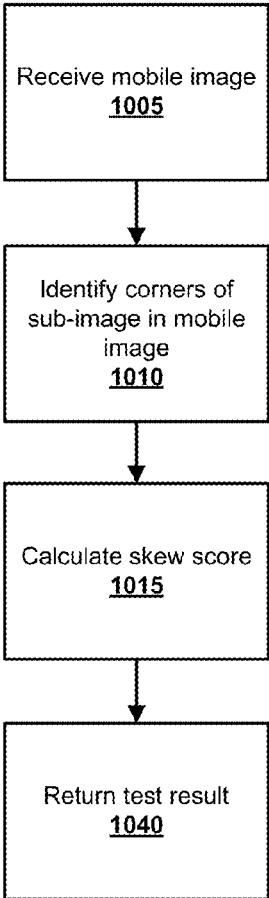 Receive mobile image
1005
Identify corners of
sub-image in mobile
image
1010
Calculate skew score
1015
Return test result
1040